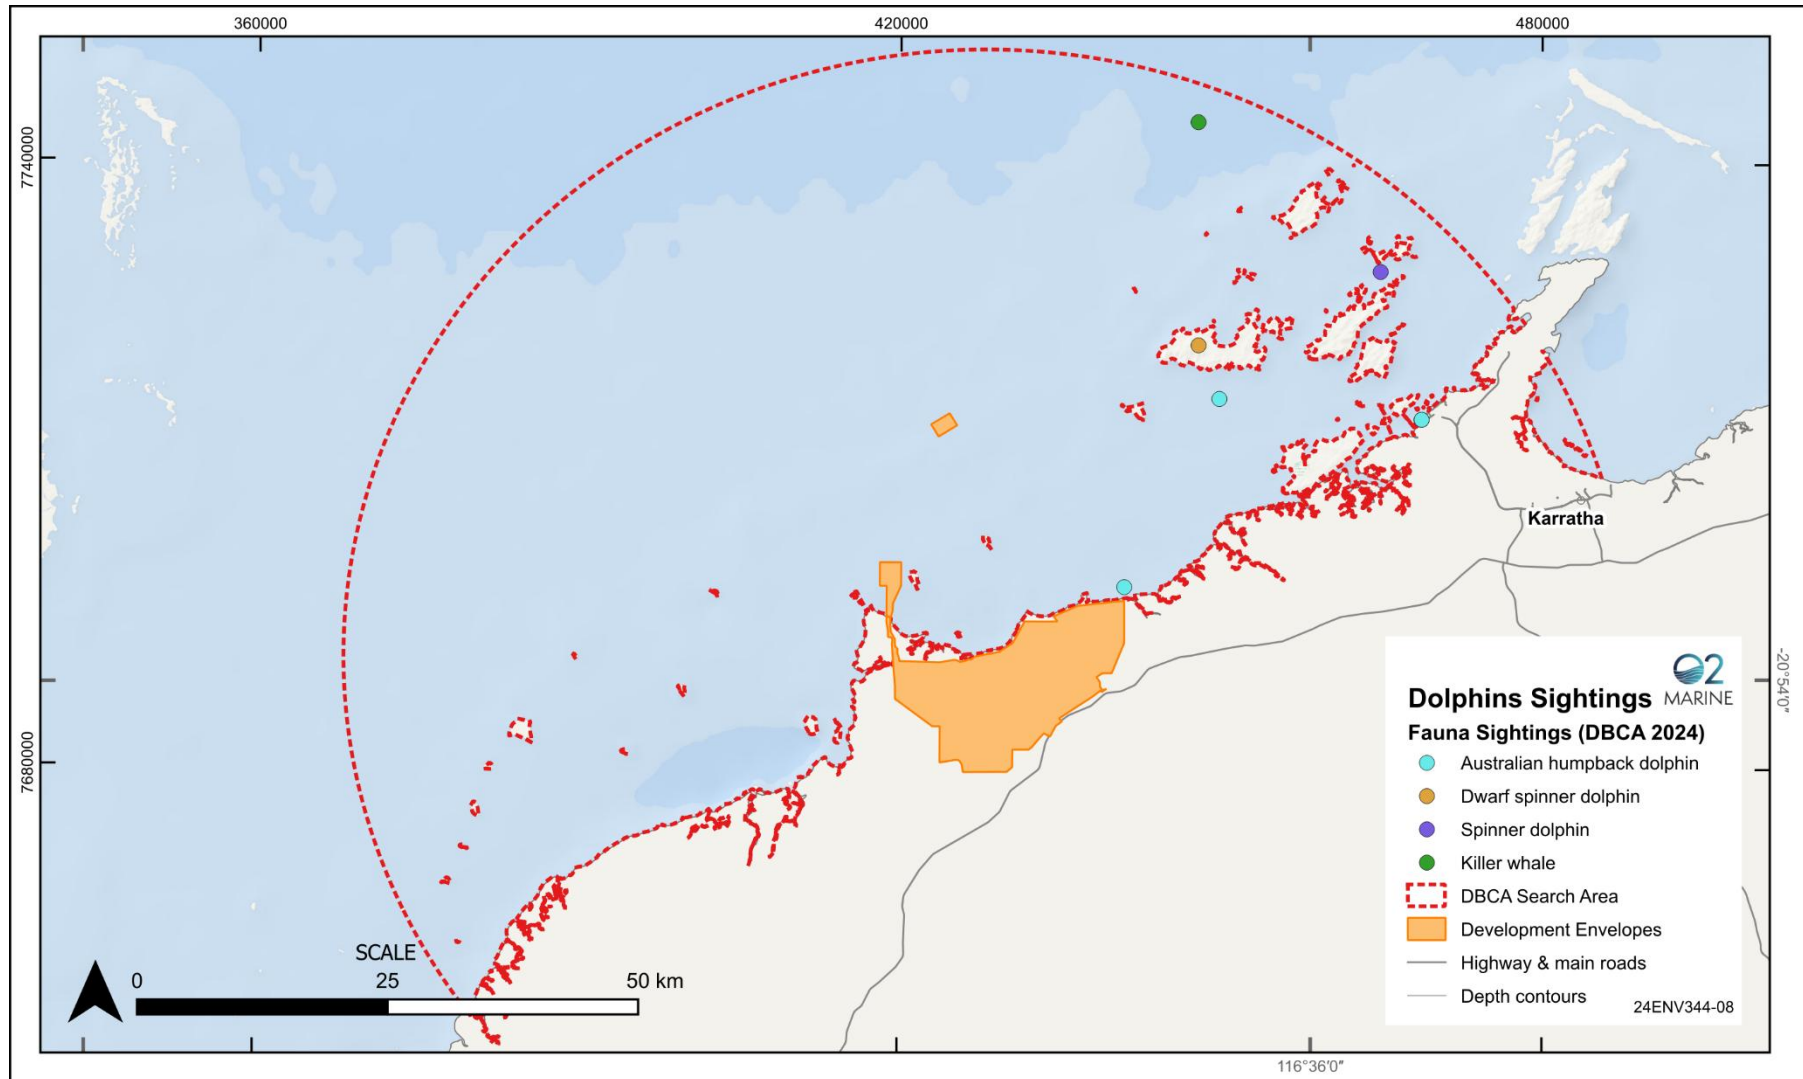 360000
420000
480000
7740000
7680000
Karratha
-20°54'0"
116°36'0"
SCALE
0
25
50 km
O2
MARINE
Dolphins Sightings
Fauna Sightings (DBCA 2024)
Australian humpback dolphin
Dwarf spinner dolphin
Spinner dolphin
Killer whale
DBCA Search Area
Development Envelopes
Highway & main roads
Depth contours
24ENV344-08